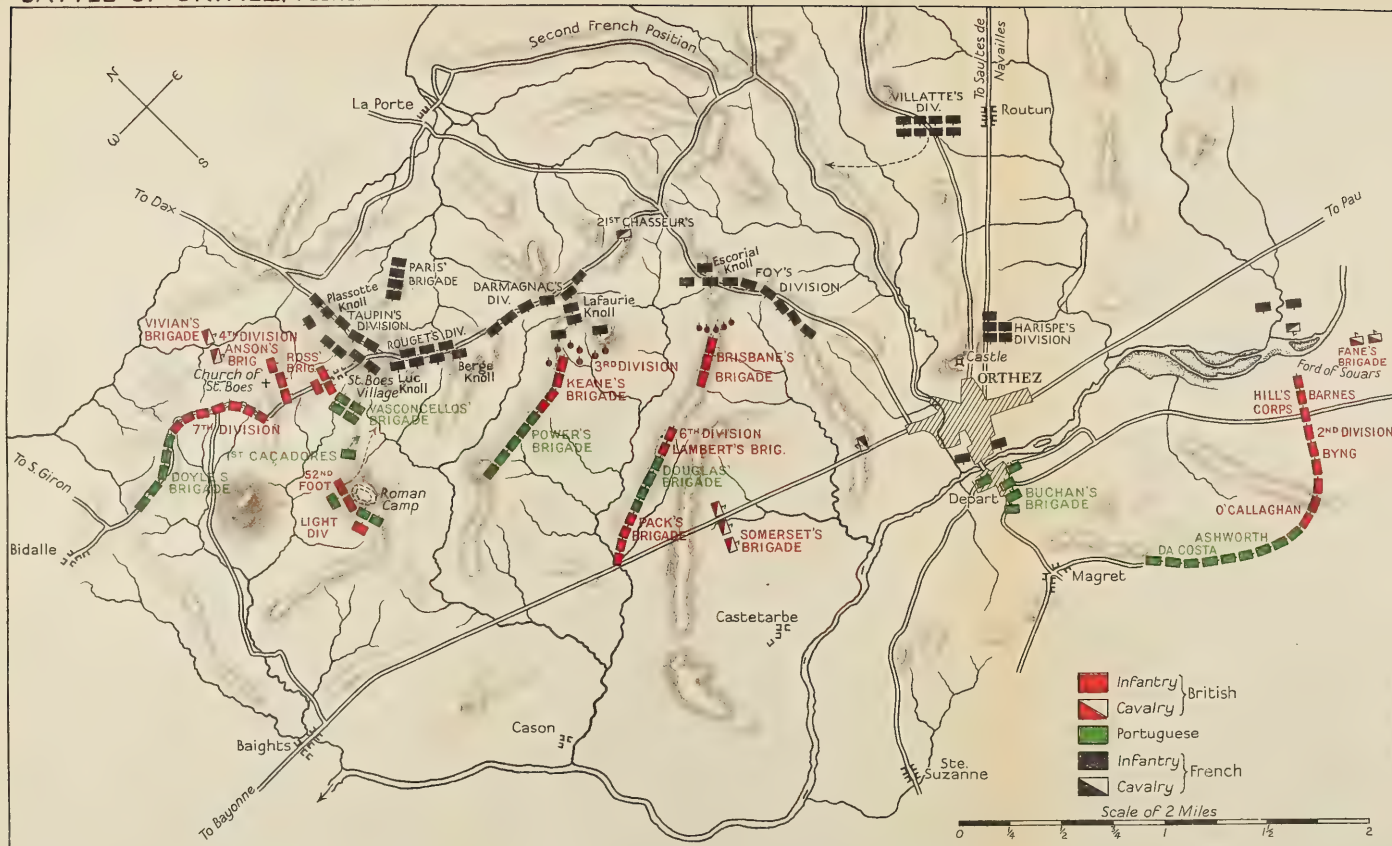 Second French Position
To Saultes de
Navailles
N
E
W
S
La Porte
VILLATTE'S
DIV.
Routun
To Dax
To Pau
21ST CHASSEUR'S
PARIS'
BRIGADE
Plassotte
Knoll
TAUPIN'S
DIVISION
DARMAGNAC'S
DIV.
Lafaurie
Knoll
Escorial
Knoll
FOY'S
DIVISION
ROUGET'S DIV.
HARISPE'S
DIVISION
VIVIAN'S
BRIGADE
4TH DIVISION
ANSON'S
BRIG
ROSS'
BRIG
Church of
St. Boes
St. Boes
Village
Luc
Knoll
Berge
Knoll
3RD DIVISION
KEANE'S
BRIGADE
BRISBANE'S
BRIGADE
Castle
ORTHEZ
FANE'S
BRIGADE
Ford of Souars
HILL'S
CORPS
BARNES
2ND DIVISION
BYNG
O'CALLAGHAN
7TH DIVISION
VASCONCELLOS'
BRIGADE
POWER'S
BRIGADE
6TH DIVISION
LAMBERT'S BRIG.
DOUGLAS'
BRIGADE
1ST CAÇADORES
To S. Giron
DOYLE'S
BRIGADE
52ND
FOOT
Roman
Camp
LIGHT
DIV
PACK'S
BRIGADE
SOMERSET'S
BRIGADE
Depart
BUCHAN'S
BRIGADE
ASHWORTH
DA COSTA
Bidalle
Magret
Castetarbe
Baights
Cason
Ste.
Suzanne
To Bayonne
Infantry
Cavalry
British
Portuguese
Infantry
Cavalry
French
Scale of 2 Miles
0 ¼ ½ ¾ 1 1½ 2